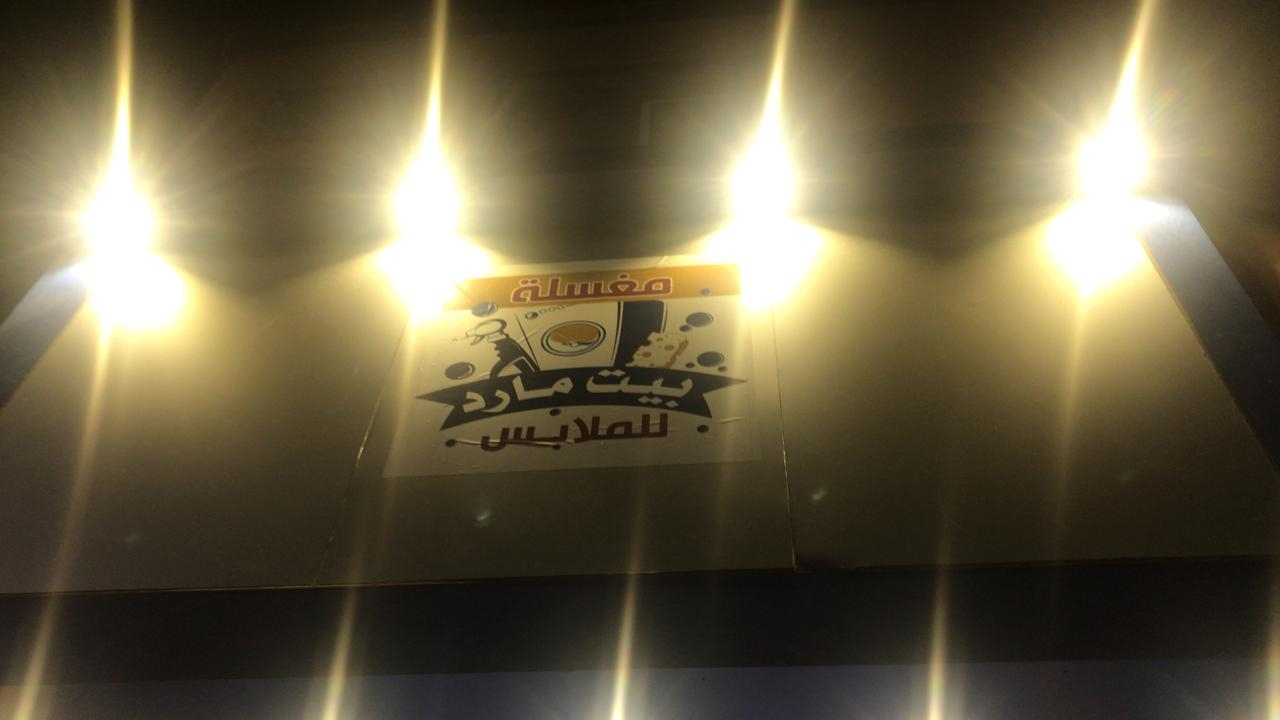 مغسلة
بيت مارد
للملابس